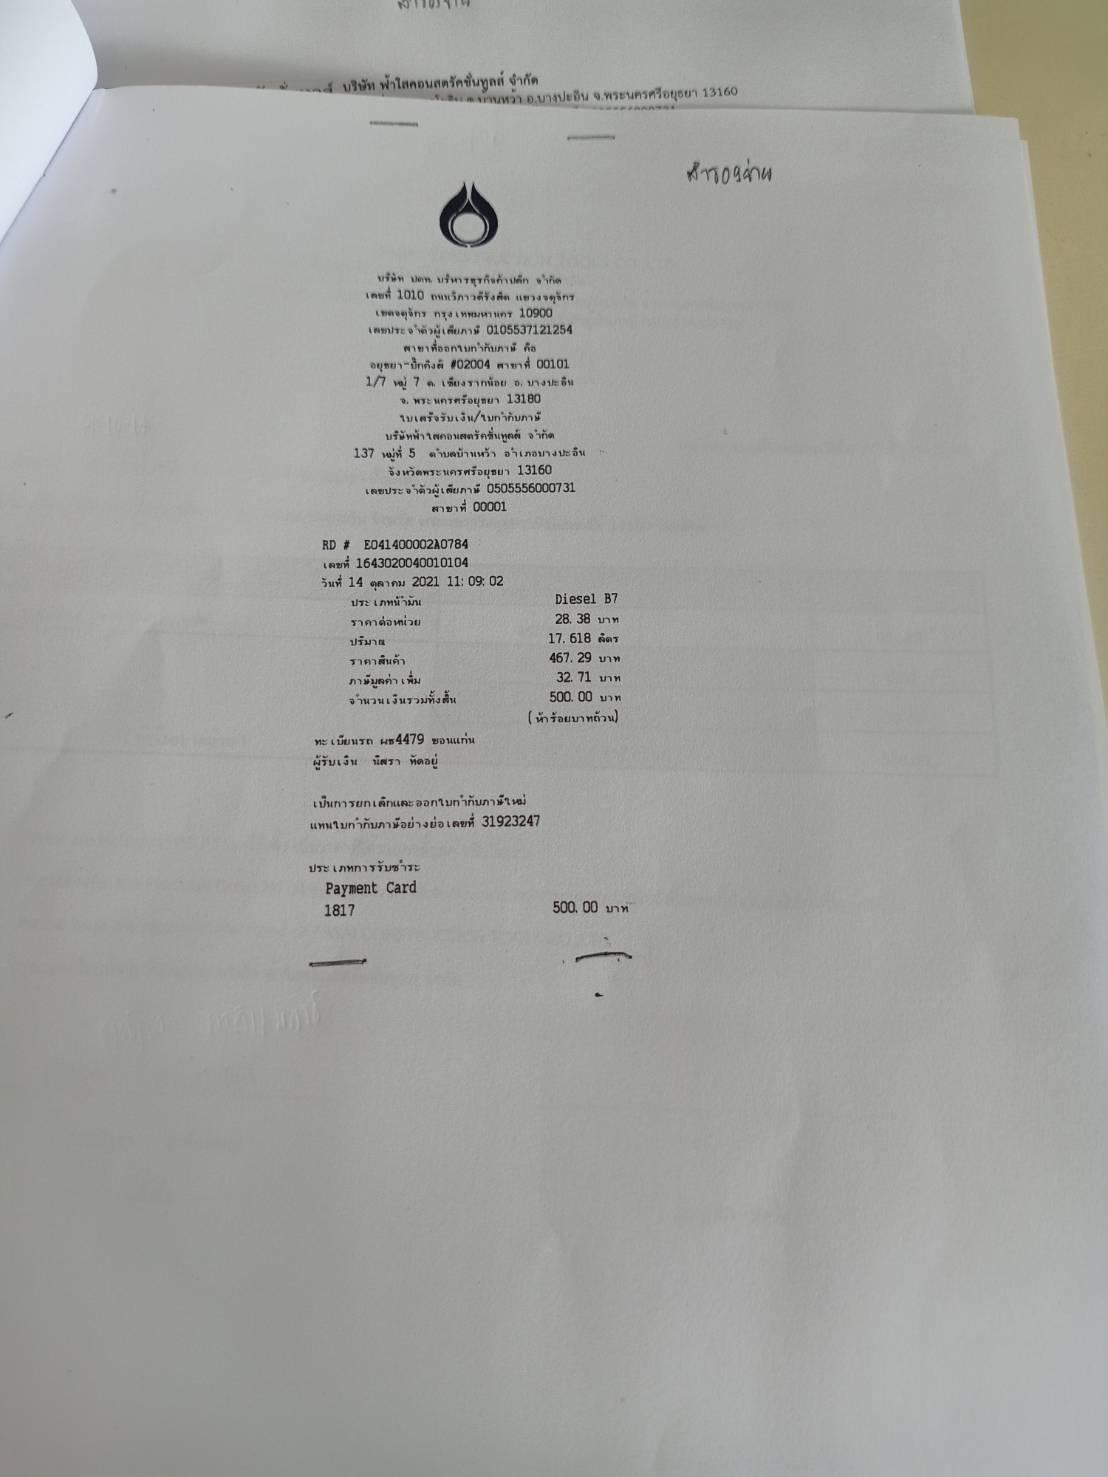 บริษัท ฟ้าใสคอนสตรัคชั่นทูลส์ จำกัด
ต.บ้านหว้า อ.บางปะอิน จ.พระนครศรีอยุธยา 13160
สำรองจ่าย
บริษัท ปตท. บริหารธุรกิจค้าปลีก จำกัด
เลขที่ 1010 ถนนวิภาวดีรังสิต แขวงจตุจักร
เขตจตุจักร กรุงเทพมหานคร 10900
เลขประจำตัวผู้เสียภาษี 0105537121254
สาขาที่ออกใบกำกับภาษี คือ
อยุธยา-บิ๊กคิงส์ #02004 สาขาที่ 00101
1/7 หมู่ 7 ต. เชียงรากน้อย อ. บางปะอิน
จ. พระนครศรีอยุธยา 13180
ใบเสร็จรับเงิน/ใบกำกับภาษี
บริษัทฟ้าใสคอนสตรัคชั่นทูลส์ จำกัด
137 หมู่ที่ 5 ตำบลบ้านหว้า อำเภอบางปะอิน
จังหวัดพระนครศรีอยุธยา 13160
เลขประจำตัวผู้เสียภาษี 0505556000731
สาขาที่ 00001
RD # E041400002A0784
เลขที่ 1643020040010104
วันที่ 14 ตุลาคม 2021 11:09:02
ประเภทน้ำมัน Diesel B7
ราคาต่อหน่วย 28.38 บาท
ปริมาณ 17.618 ลิตร
ราคาสินค้า 467.29 บาท
ภาษีมูลค่าเพิ่ม 32.71 บาท
จำนวนเงินรวมทั้งสิ้น 500.00 บาท
(ห้าร้อยบาทถ้วน)
ทะเบียนรถ ผธ4479 ขอนแก่น
ผู้รับเงิน นิสรา ทัดอยู่
เป็นการยกเลิกและออกใบกำกับภาษีใหม่
แทนใบกำกับภาษีอย่างย่อเลขที่ 31923247
ประเภทการรับชำระ
Payment Card
1817 500.00 บาท